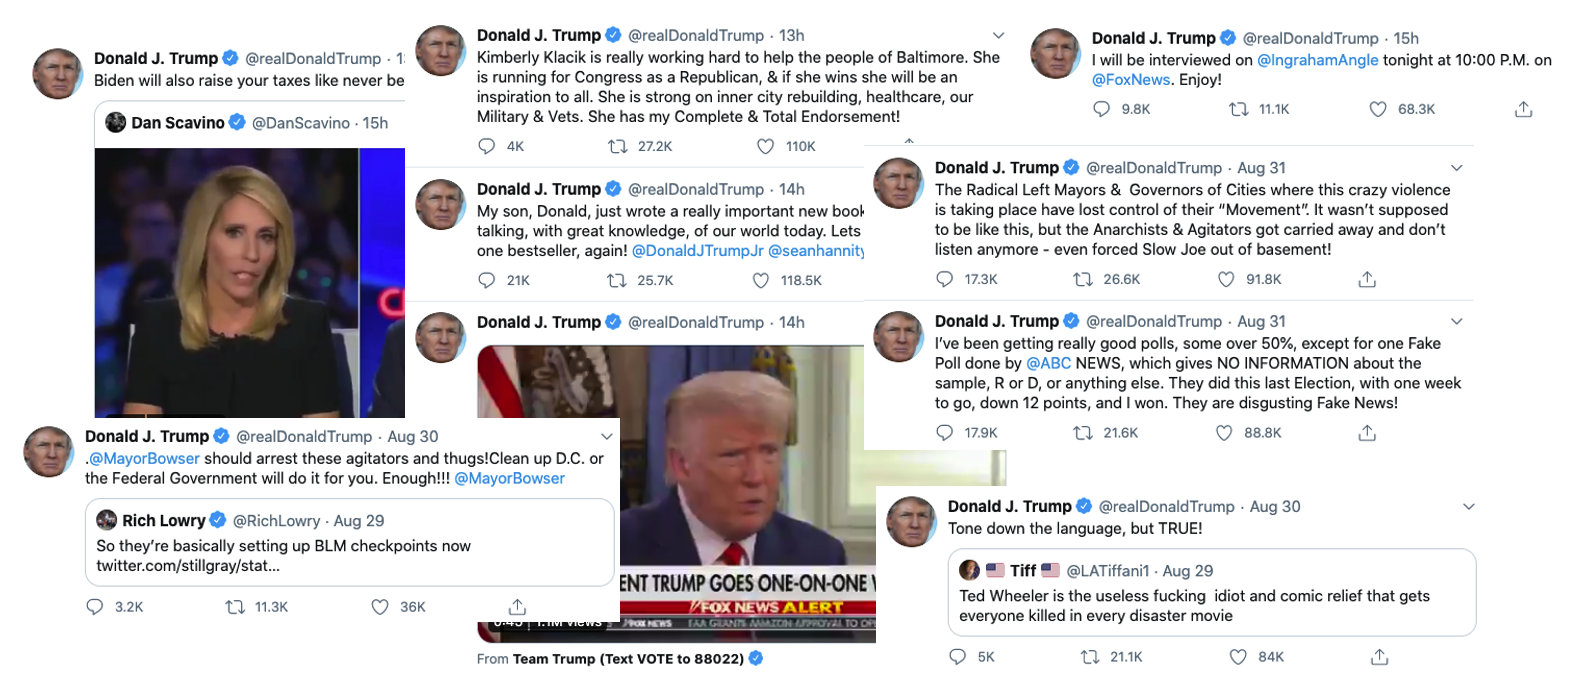 Donald J. Trump @realDonaldTrump · 1
Biden will also raise your taxes like never be
Dan Scavino @DanScavino · 15h
Donald J. Trump @realDonaldTrump · 13h
Kimberly Klacik is really working hard to help the people of Baltimore. She
is running for Congress as a Republican, & if she wins she will be an
inspiration to all. She is strong on inner city rebuilding, healthcare, our
Military & Vets. She has my Complete & Total Endorsement!
4K 27.2K 110K
Donald J. Trump @realDonaldTrump · 14h
My son, Donald, just wrote a really important new book
talking, with great knowledge, of our world today. Lets
one bestseller, again! @DonaldJTrumpJr @seanhannity
21K 25.7K 118.5K
Donald J. Trump @realDonaldTrump · 14h
ENT TRUMP GOES ONE-ON-ONE
FOX NEWS ALERT
FOX NEWS FAA GRANTS AMAZON APPROVAL TO
0:45 1.1M views
From Team Trump (Text VOTE to 88022)
Donald J. Trump @realDonaldTrump · 15h
I will be interviewed on @IngrahamAngle tonight at 10:00 P.M. on
@FoxNews. Enjoy!
9.8K 11.1K 68.3K
Donald J. Trump @realDonaldTrump · Aug 31
The Radical Left Mayors & Governors of Cities where this crazy violence
is taking place have lost control of their “Movement”. It wasn’t supposed
to be like this, but the Anarchists & Agitators got carried away and don’t
listen anymore - even forced Slow Joe out of basement!
17.3K 26.6K 91.8K
Donald J. Trump @realDonaldTrump · Aug 31
I’ve been getting really good polls, some over 50%, except for one Fake
Poll done by @ABC NEWS, which gives NO INFORMATION about the
sample, R or D, or anything else. They did this last Election, with one week
to go, down 12 points, and I won. They are disgusting Fake News!
17.9K 21.6K 88.8K
Donald J. Trump @realDonaldTrump · Aug 30
.@MayorBowser should arrest these agitators and thugs!Clean up D.C. or
the Federal Government will do it for you. Enough!!! @MayorBowser
Rich Lowry @RichLowry · Aug 29
So they’re basically setting up BLM checkpoints now
twitter.com/stillgray/stat...
3.2K 11.3K 36K
Donald J. Trump @realDonaldTrump · Aug 30
Tone down the language, but TRUE!
Tiff @LATiffani1 · Aug 29
Ted Wheeler is the useless fucking idiot and comic relief that gets
everyone killed in every disaster movie
5K 21.1K 84K